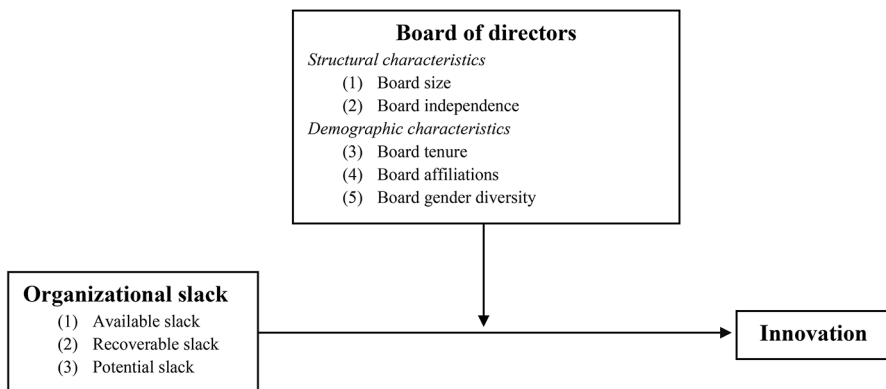 Board of directors
Structural characteristics
(1) Board size
(2) Board independence
Demographic characteristics
(3) Board tenure
(4) Board affiliations
(5) Board gender diversity
Organizational slack
(1) Available slack
(2) Recoverable slack
(3) Potential slack
Innovation